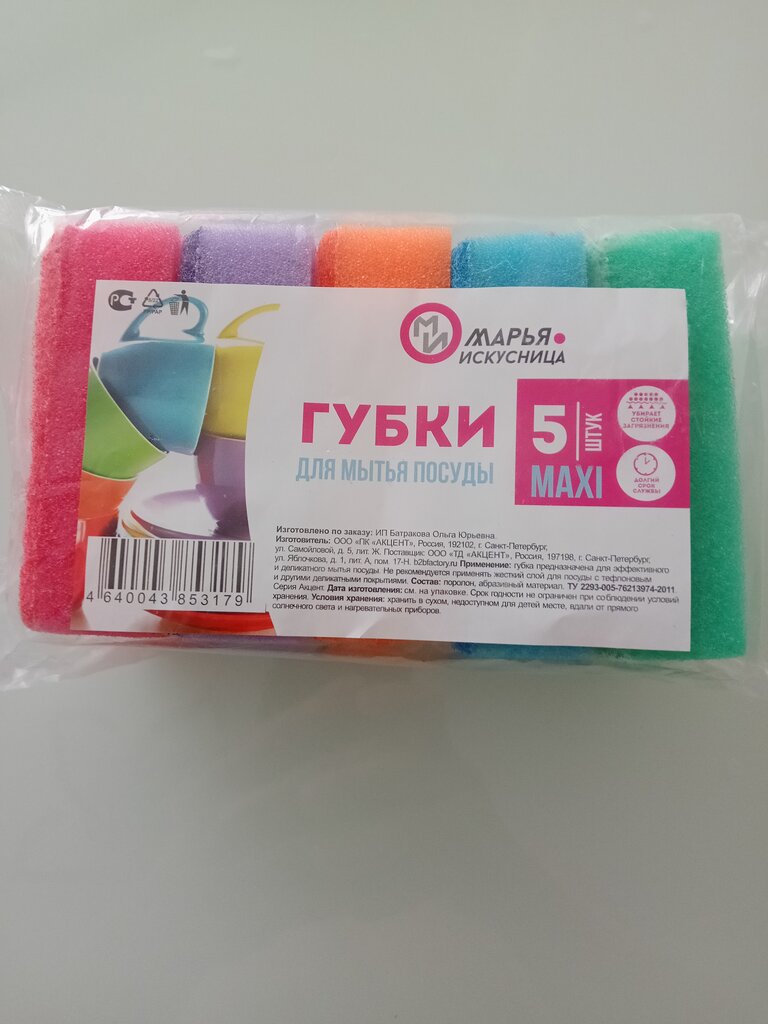 МИ МАРЬЯ
ИСКУСНИЦА
ГУБКИ
ДЛЯ МЫТЬЯ ПОСУДЫ
5 ШТУК
MAXI
УБИРАЕТ
СТОЙКИЕ
ЗАГРЯЗНЕНИЯ
ДОЛГИЙ
СРОК
СЛУЖБЫ
Изготовлено по заказу: ИП Батракова Ольга Юрьевна.
Изготовитель: ООО «ПК «АКЦЕНТ», Россия, 192102, г. Санкт-Петербург,
ул. Самойловой, д. 5, лит. Ж. Поставщик: ООО «ТД «АКЦЕНТ», Россия, 197198, г. Санкт-Петербург,
ул. Яблочкова, д. 1, лит. А, пом. 17-Н. b2bfactory.ru Применение: губка предназначена для эффективного
и деликатного мытья посуды. Не рекомендуется применять жесткий слой для посуды с тефлоновым
и другими деликатными покрытиями. Состав: поролон, абразивный материал. ТУ 2293-005-76213974-2011.
Серия Акцент. Дата изготовления: см. на упаковке. Срок годности не ограничен при соблюдении условий
хранения. Условия хранения: хранить в сухом, недоступном для детей месте, вдали от прямого
солнечного света и нагревательных приборов.
4 640043 853179